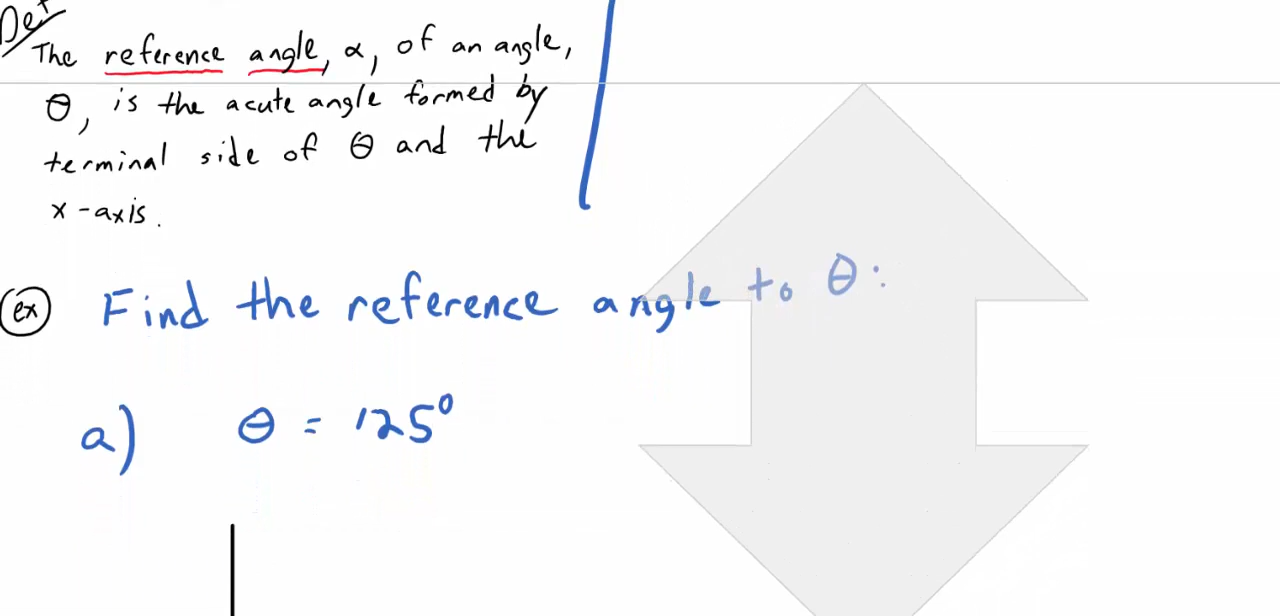 Def
The reference angle, α, of an angle,
θ, is the acute angle formed by
terminal side of θ and the
x-axis.
ex Find the reference angle to θ:
a) θ = 125°